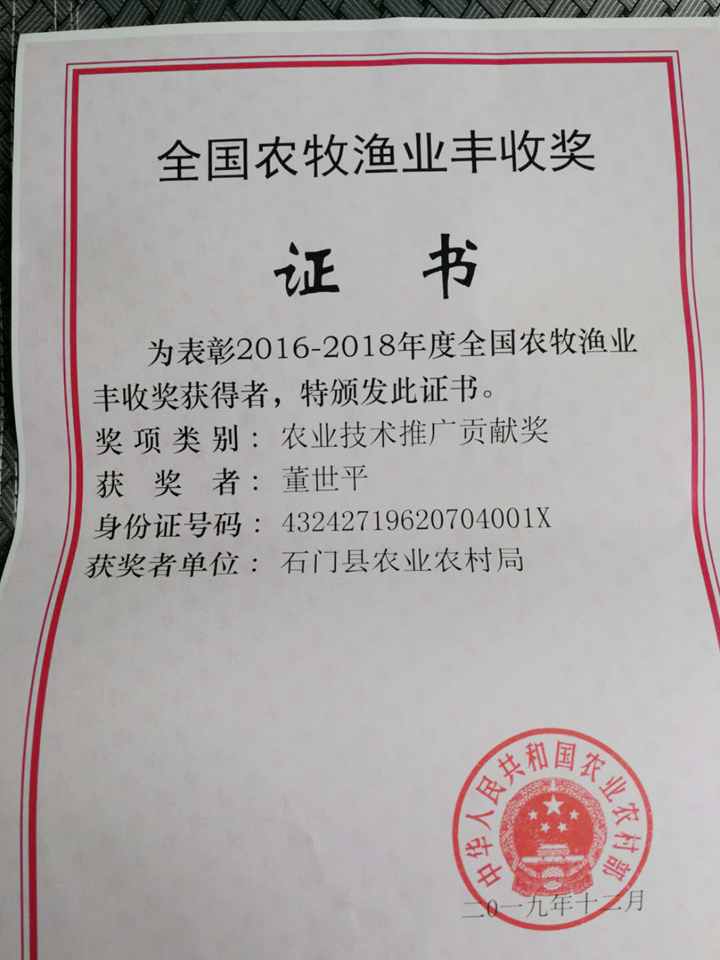 全国农牧渔业丰收奖
证 书
为表彰2016-2018年度全国农牧渔业
丰收奖获得者，特颁发此证书。
奖项类别：农业技术推广贡献奖
获 奖 者：董世平
身份证号码：43242719620704001X
获奖者单位：石门县农业农村局
中华人民共和国农业农村部
二〇一九年十二月